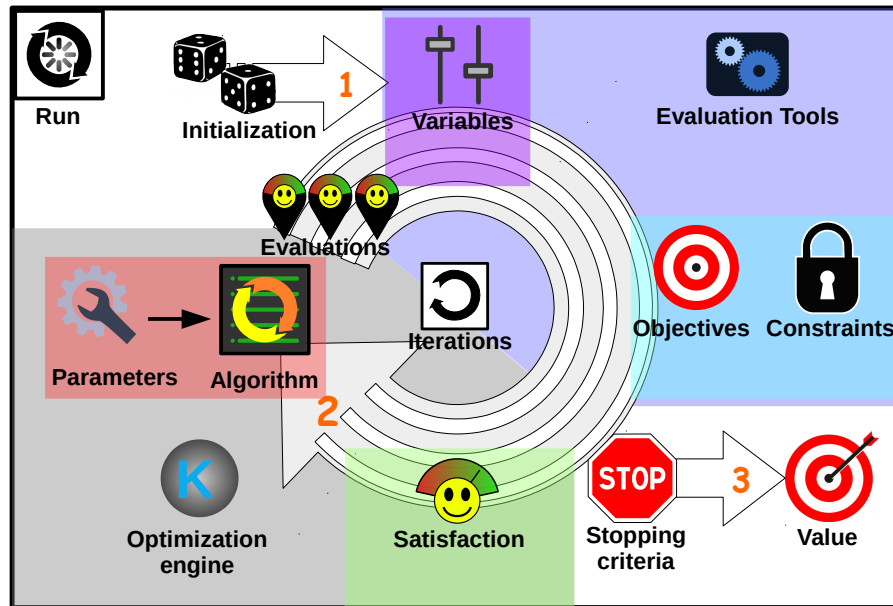 Run
Initialization
1
Variables
Evaluation Tools
Evaluations
Iterations
Objectives
Constraints
Parameters
Algorithm
2
K
Optimization
engine
Satisfaction
STOP
Stopping
criteria
3
Value